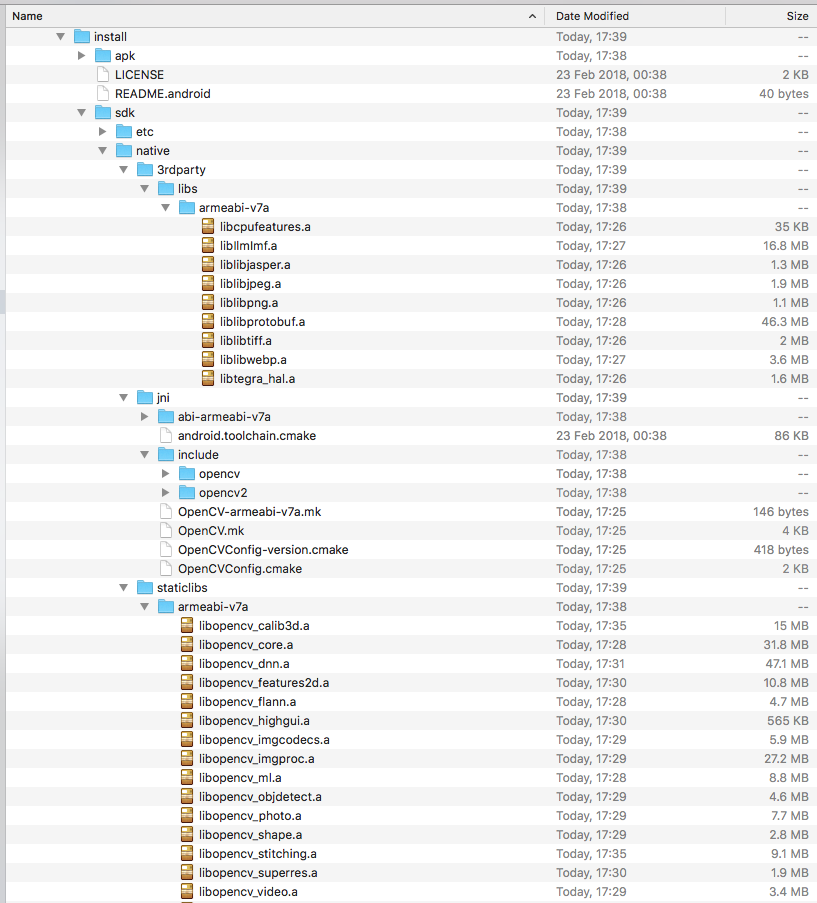 Name Date Modified Size
install Today, 17:39 --
apk Today, 17:38 --
LICENSE 23 Feb 2018, 00:38 2 KB
README.android 23 Feb 2018, 00:38 40 bytes
sdk Today, 17:39 --
etc Today, 17:38 --
native Today, 17:39 --
3rdparty Today, 17:39 --
libs Today, 17:39 --
armeabi-v7a Today, 17:38 --
libcpufeatures.a Today, 17:26 35 KB
libIlmImf.a Today, 17:27 16.8 MB
liblibjasper.a Today, 17:26 1.3 MB
liblibjpeg.a Today, 17:26 1.9 MB
liblibpng.a Today, 17:26 1.1 MB
liblibprotobuf.a Today, 17:28 46.3 MB
liblibtiff.a Today, 17:26 2 MB
liblibwebp.a Today, 17:27 3.6 MB
libtegra_hal.a Today, 17:26 1.6 MB
jni Today, 17:39 --
abi-armeabi-v7a Today, 17:38 --
android.toolchain.cmake 23 Feb 2018, 00:38 86 KB
include Today, 17:38 --
opencv Today, 17:38 --
opencv2 Today, 17:38 --
OpenCV-armeabi-v7a.mk Today, 17:25 146 bytes
OpenCV.mk Today, 17:25 4 KB
OpenCVConfig-version.cmake Today, 17:25 418 bytes
OpenCVConfig.cmake Today, 17:25 2 KB
staticlibs Today, 17:39 --
armeabi-v7a Today, 17:38 --
libopencv_calib3d.a Today, 17:35 15 MB
libopencv_core.a Today, 17:28 31.8 MB
libopencv_dnn.a Today, 17:31 47.1 MB
libopencv_features2d.a Today, 17:30 10.8 MB
libopencv_flann.a Today, 17:28 4.7 MB
libopencv_highgui.a Today, 17:30 565 KB
libopencv_imgcodecs.a Today, 17:29 5.9 MB
libopencv_imgproc.a Today, 17:29 27.2 MB
libopencv_ml.a Today, 17:28 8.8 MB
libopencv_objdetect.a Today, 17:29 4.6 MB
libopencv_photo.a Today, 17:29 7.7 MB
libopencv_shape.a Today, 17:29 2.8 MB
libopencv_stitching.a Today, 17:35 9.1 MB
libopencv_superres.a Today, 17:30 1.9 MB
libopencv_video.a Today, 17:29 3.4 MB